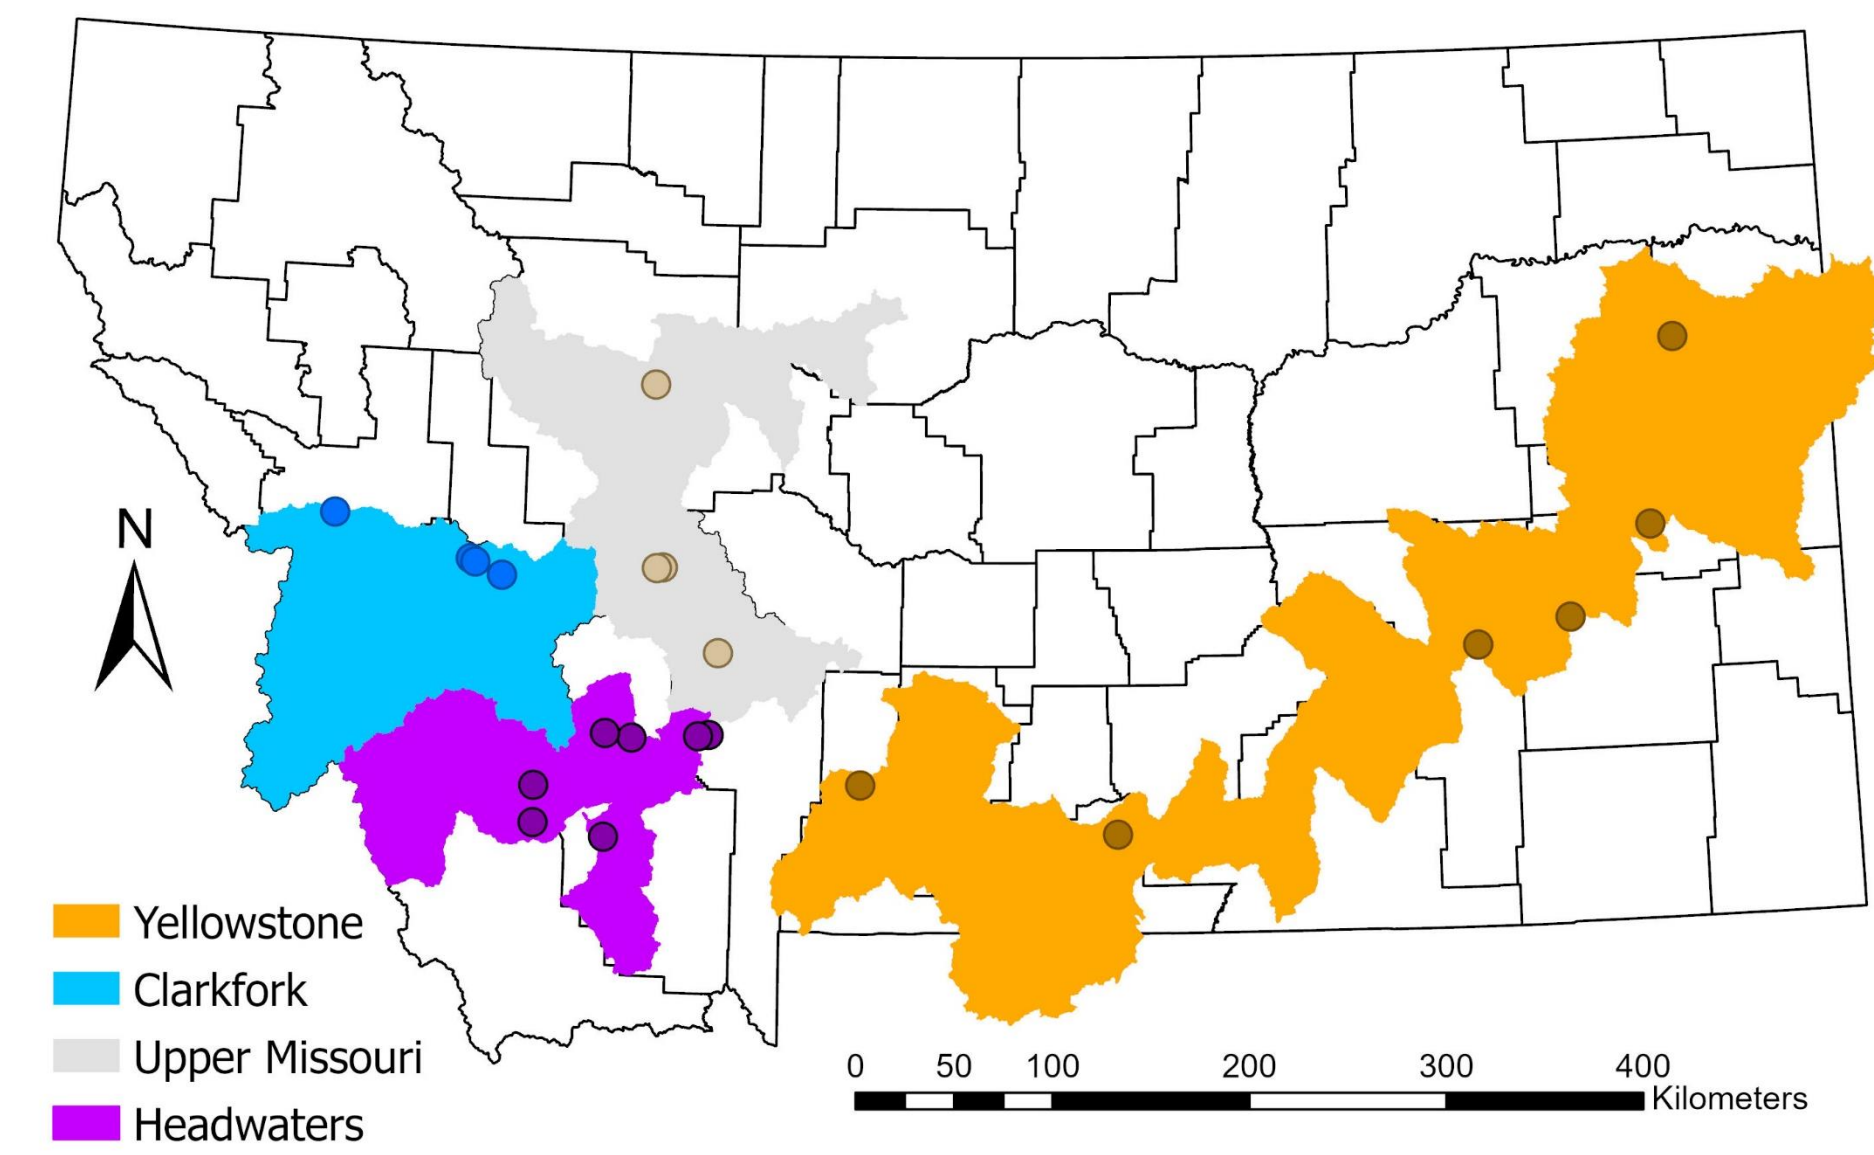 N
Yellowstone
Clarkfork
Upper Missouri
Headwaters
0 50 100 200 300 400
Kilometers